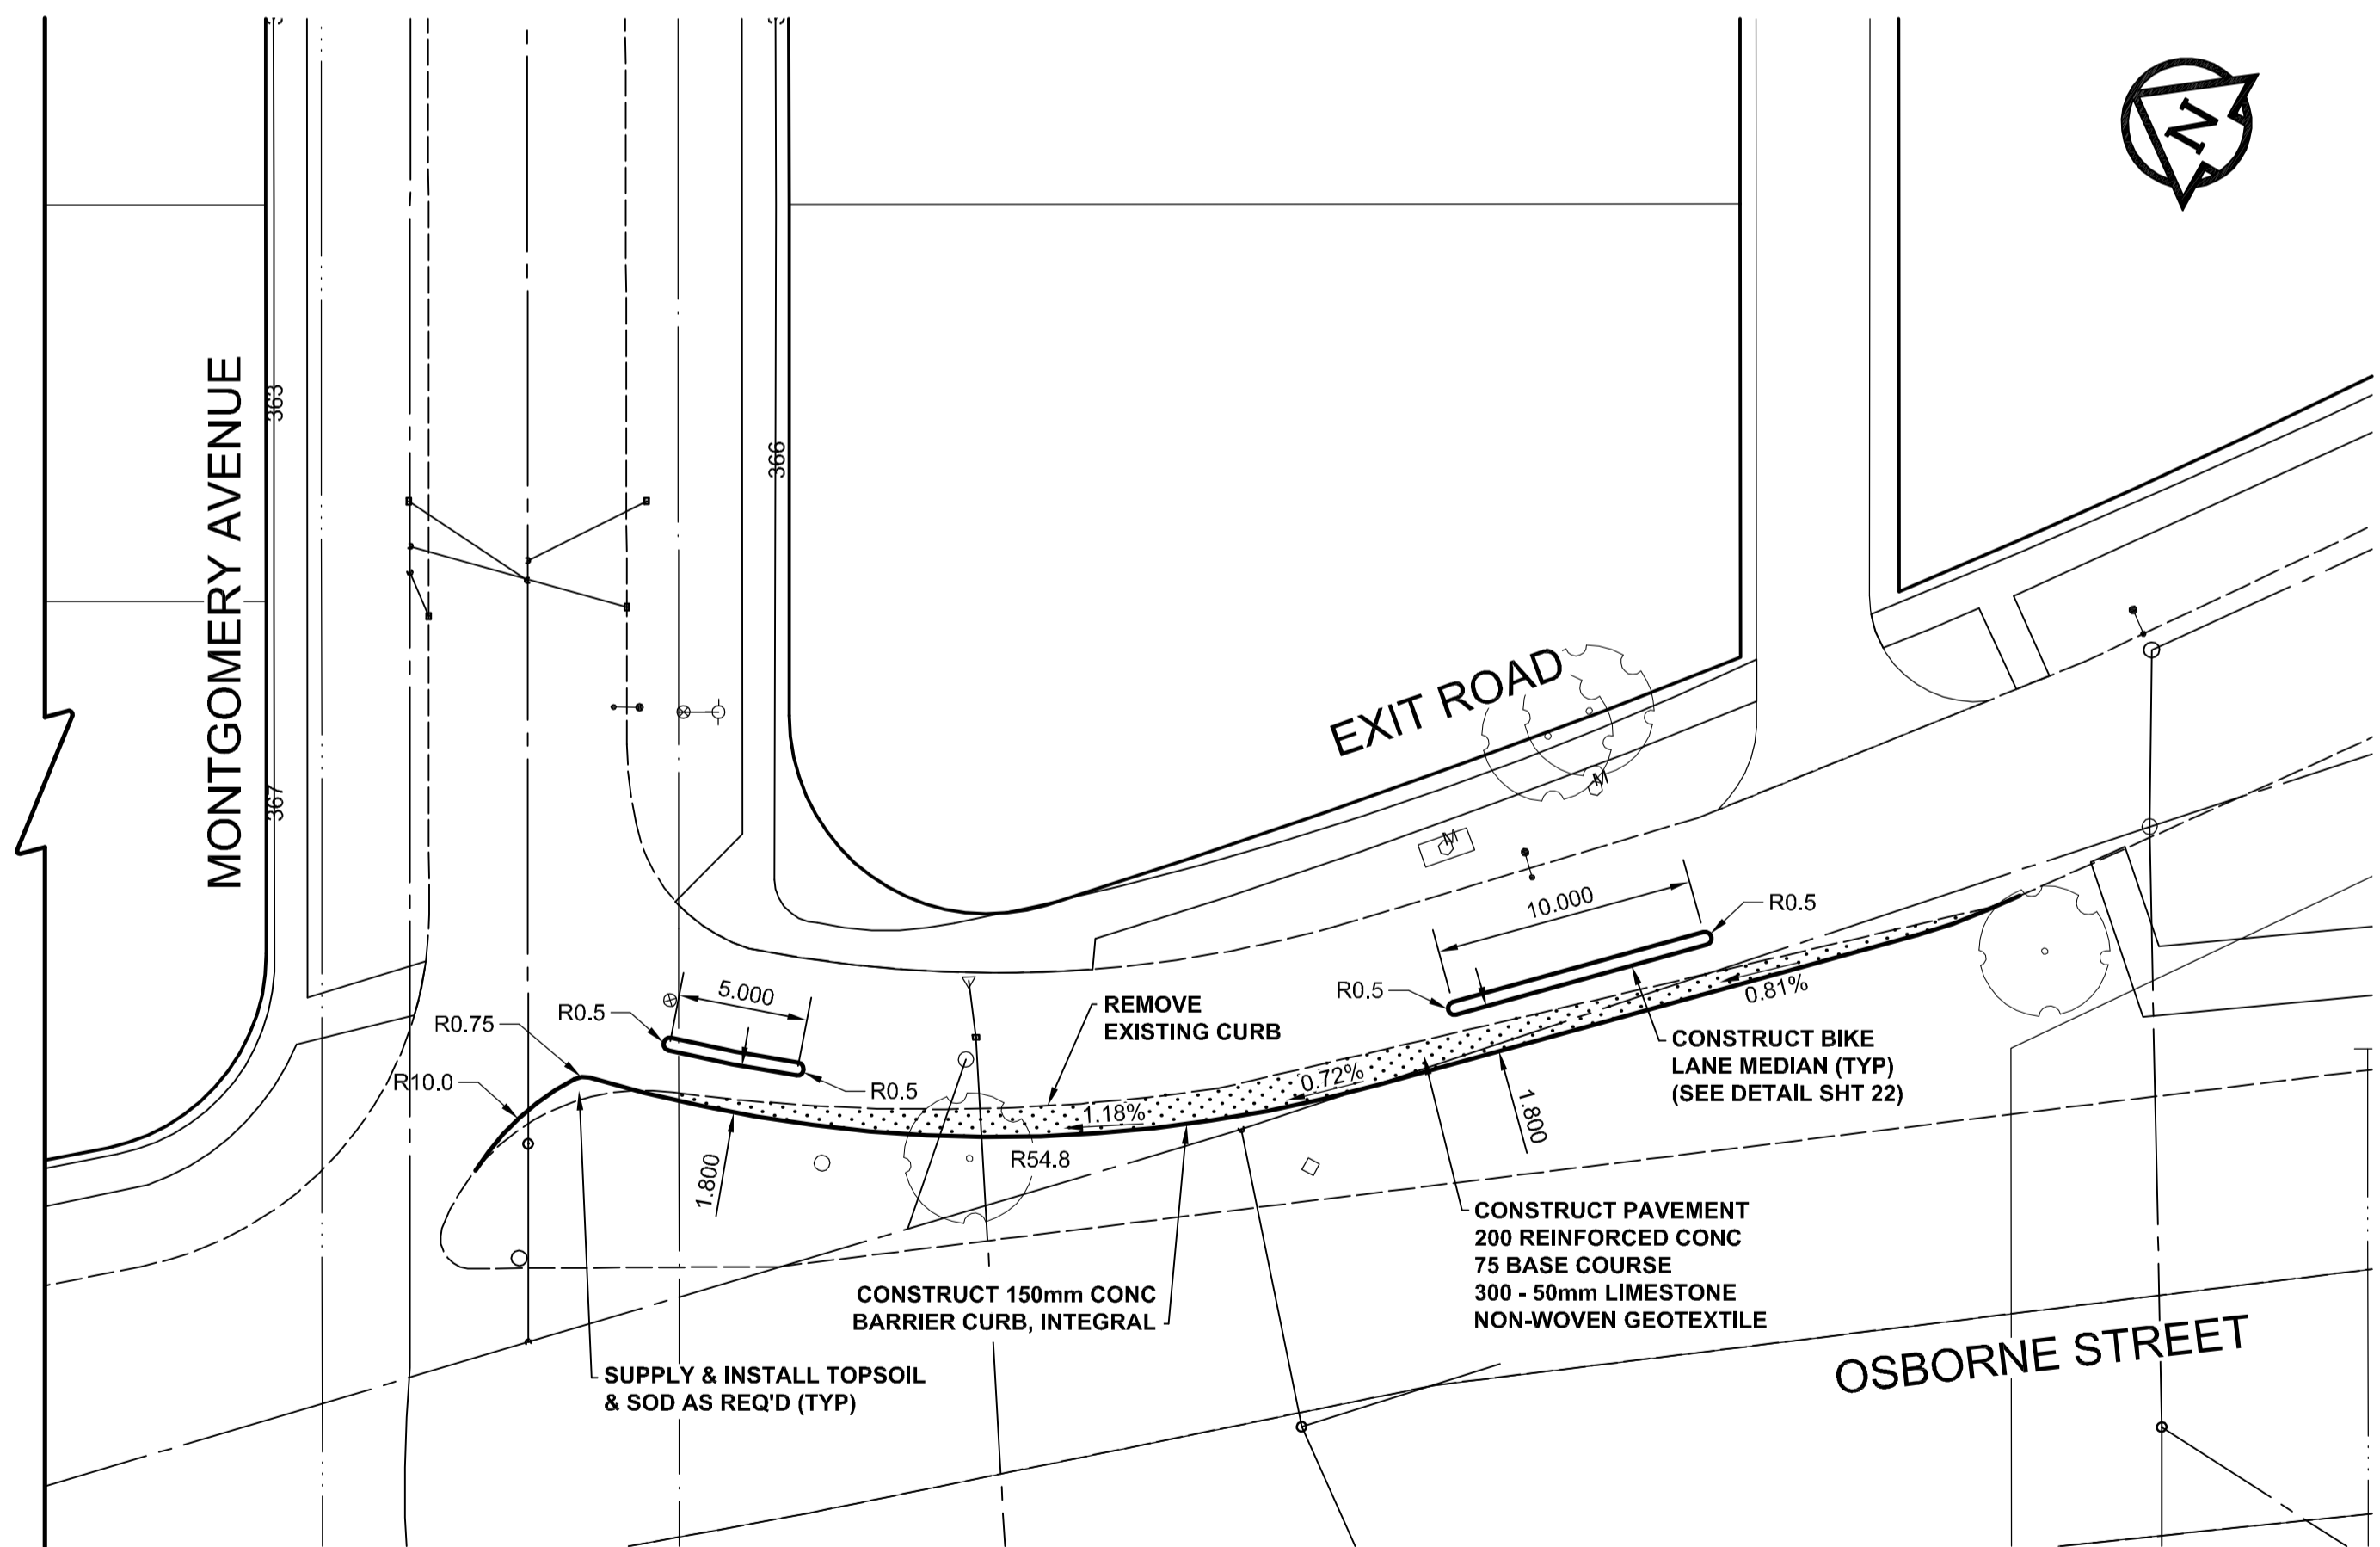 N
MONTGOMERY AVENUE
363
366
367
EXIT ROAD
M
M
10.000
R0.5
R0.5
0.81%
5.000
R0.5
R0.75
R10.0
R0.5
REMOVE
EXISTING CURB
CONSTRUCT BIKE
LANE MEDIAN (TYP)
(SEE DETAIL SHT 22)
0.72%
1.18%
1.800
1.800
R54.8
CONSTRUCT PAVEMENT
200 REINFORCED CONC
75 BASE COURSE
300 - 50mm LIMESTONE
NON-WOVEN GEOTEXTILE
CONSTRUCT 150mm CONC
BARRIER CURB, INTEGRAL
SUPPLY & INSTALL TOPSOIL
& SOD AS REQ'D (TYP)
OSBORNE STREET